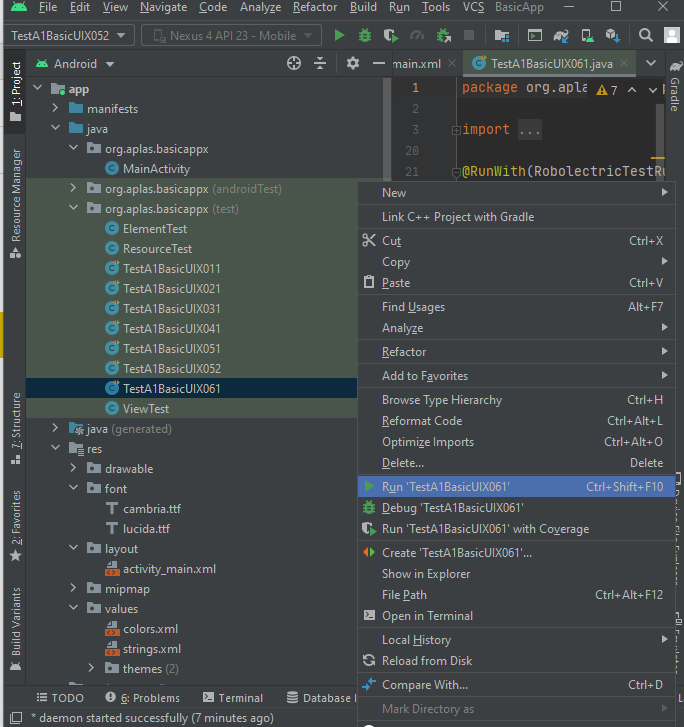 File Edit View Navigate Code Analyze Refactor Build Run Tools VCS BasicApp
TestA1BasicUIX052 Nexus 4 API 23 - Mobile
1: Project
Resource Manager
7: Structure
2: Favorites
Build Variants
Android
app
manifests
java
org.aplas.basicappx
MainActivity
org.aplas.basicappx (androidTest)
org.aplas.basicappx (test)
ElementTest
ResourceTest
TestA1BasicUIX011
TestA1BasicUIX021
TestA1BasicUIX031
TestA1BasicUIX041
TestA1BasicUIX051
TestA1BasicUIX052
TestA1BasicUIX061
ViewTest
java (generated)
res
drawable
font
cambria.ttf
lucida.ttf
layout
activity_main.xml
mipmap
values
colors.xml
strings.xml
themes (2)
main.xml TestA1BasicUIX061.java
1 package org.apla 7
2
3 import ...
20
21 @RunWith(RobolectricTestRu
Gradle
New
Link C++ Project with Gradle
Cut Ctrl+X
Copy
Paste Ctrl+V
Find Usages Alt+F7
Analyze
Refactor
Add to Favorites
Browse Type Hierarchy Ctrl+H
Reformat Code Ctrl+Alt+L
Optimize Imports Ctrl+Alt+O
Delete... Delete
Run 'TestA1BasicUIX061' Ctrl+Shift+F10
Debug 'TestA1BasicUIX061'
Run 'TestA1BasicUIX061' with Coverage
Create 'TestA1BasicUIX061'...
Show in Explorer
File Path Ctrl+Alt+F12
Open in Terminal
Local History
Reload from Disk
Compare With... Ctrl+D
Mark Directory as
TODO 6: Problems Terminal Database
* daemon started successfully (7 minutes ago)